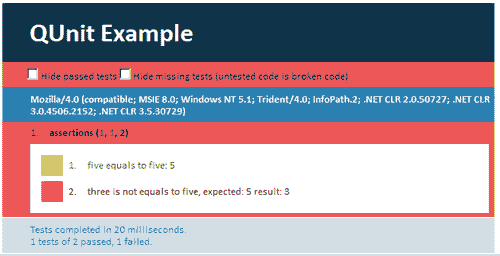 QUnit Example
Hide passed tests Hide missing tests (untested code is broken code)
Mozilla/4.0 (compatible; MSIE 8.0; Windows NT 5.1; Trident/4.0; InfoPath.2; .NET CLR 2.0.50727; .NET CLR
3.0.4506.2152; .NET CLR 3.5.30729)
1. assertions (1, 1, 2)
1. five equals to five: 5
2. three is not equals to five, expected: 5 result: 3
Tests completed in 20 milliseconds.
1 tests of 2 passed, 1 failed.